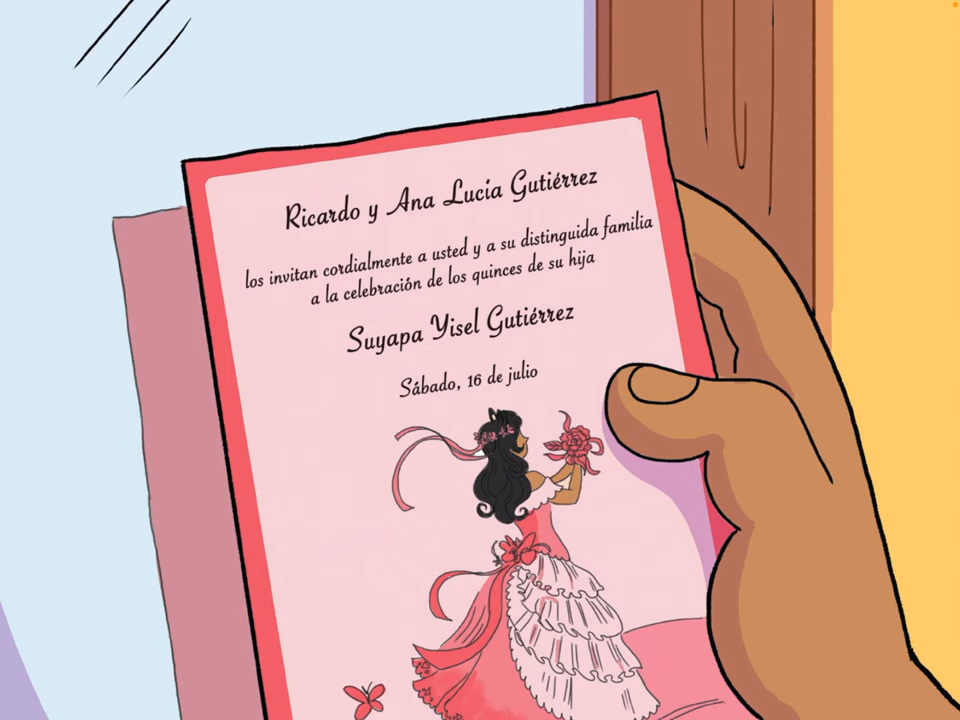 Ricardo y Ana Lucía Gutiérrez
los invitan cordialmente a usted y a su distinguida familia
a la celebración de los quinces de su hija
Suyapa Yisel Gutiérrez
Sábado, 16 de julio